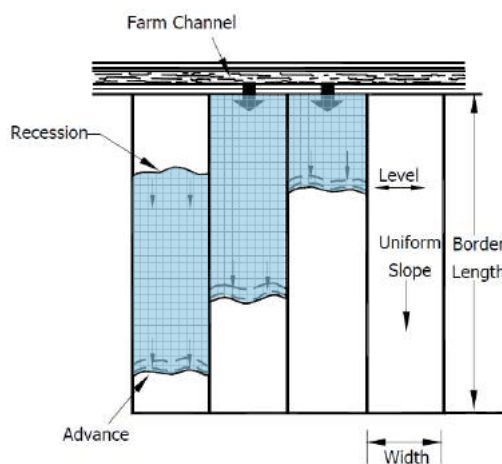 Farm Channel
Recession
Level
Uniform
Slope
Border
Length
Advance
Width